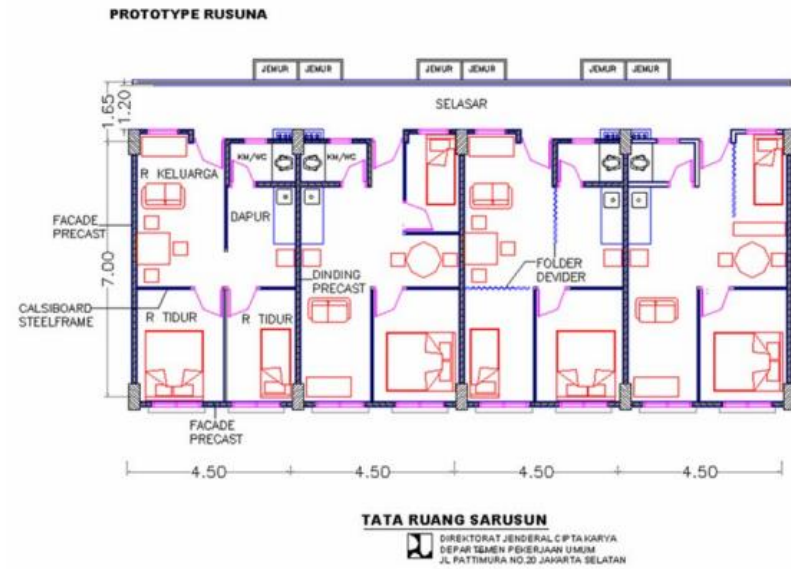 PROTOTYPE RUSUNA
JEMUR JEMUR JEMUR JEMUR JEMUR JEMUR
1.65
1.20
SELASAR
KM/WC KM/WC
R KELUARGA
DAPUR
FACADE
PRECAST
7.00
DINDING
PRECAST
FOLDER
DEVIDER
CALSIBOARD
STEELFRAME
R TIDUR R TIDUR
FACADE
PRECAST
4.50 4.50 4.50 4.50
TATA RUANG SARUSUN
DIREKTORAT JENDERAL CIPTA KARYA
DEPARTEMEN PEKERJAAN UMUM
JL PATTIMURA NO.20 JAKARTA SELATAN